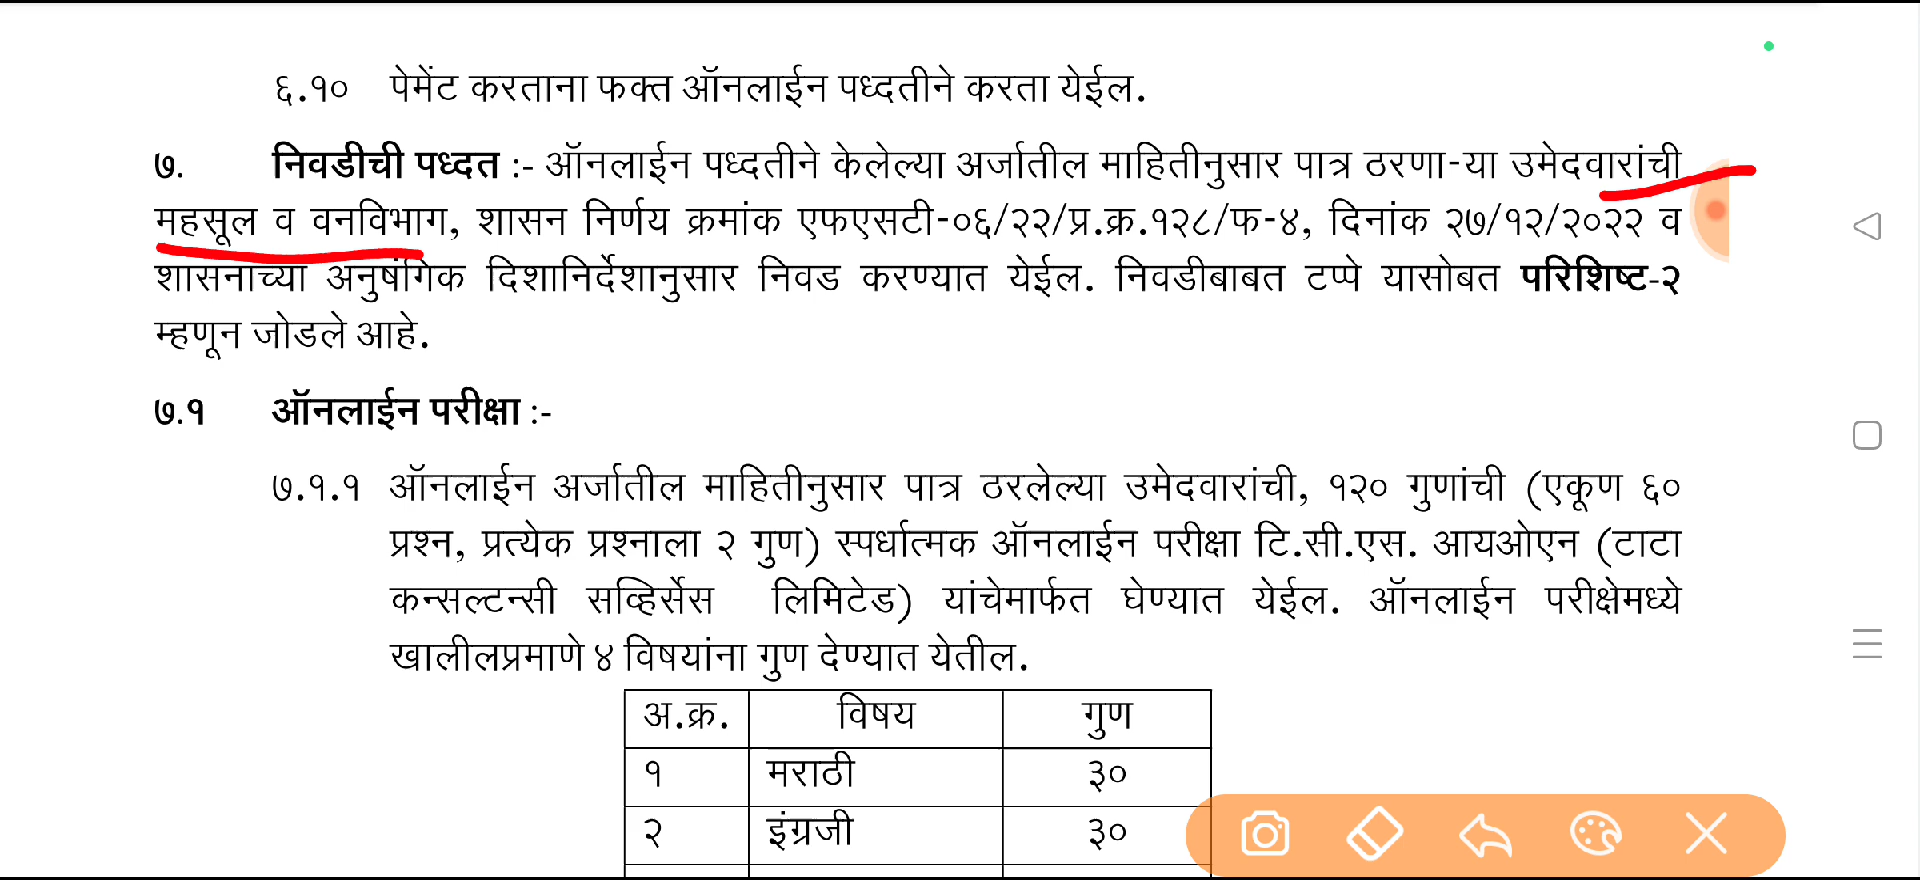 ६.१० पेमेंट करताना फक्त ऑनलाईन पध्दतीने करता येईल.
७. निवडीची पध्दत :- ऑनलाईन पध्दतीने केलेल्या अर्जातील माहितीनुसार पात्र ठरणा-या उमेदवारांची
महसूल व वनविभाग, शासन निर्णय क्रमांक एफएसटी-०६/२२/प्र.क्र.१२८/फ-४, दिनांक २७/१२/२०२२ व
शासनाच्या अनुषंगिक दिशानिर्देशानुसार निवड करण्यात येईल. निवडीबाबत टप्पे यासोबत परिशिष्ट-२
म्हणून जोडले आहे.
७.१ ऑनलाईन परीक्षा :-
७.१.१ ऑनलाईन अर्जातील माहितीनुसार पात्र ठरलेल्या उमेदवारांची, १२० गुणांची (एकूण ६०
प्रश्न, प्रत्येक प्रश्नाला २ गुण) स्पर्धात्मक ऑनलाईन परीक्षा टि.सी.एस. आयओएन (टाटा
कन्सल्टन्सी सव्हिर्सेस लिमिटेड) यांचेमार्फत घेण्यात येईल. ऑनलाईन परीक्षेमध्ये
खालीलप्रमाणे ४ विषयांना गुण देण्यात येतील.
अ.क्र. विषय गुण
१ मराठी ३०
२ इंग्रजी ३०